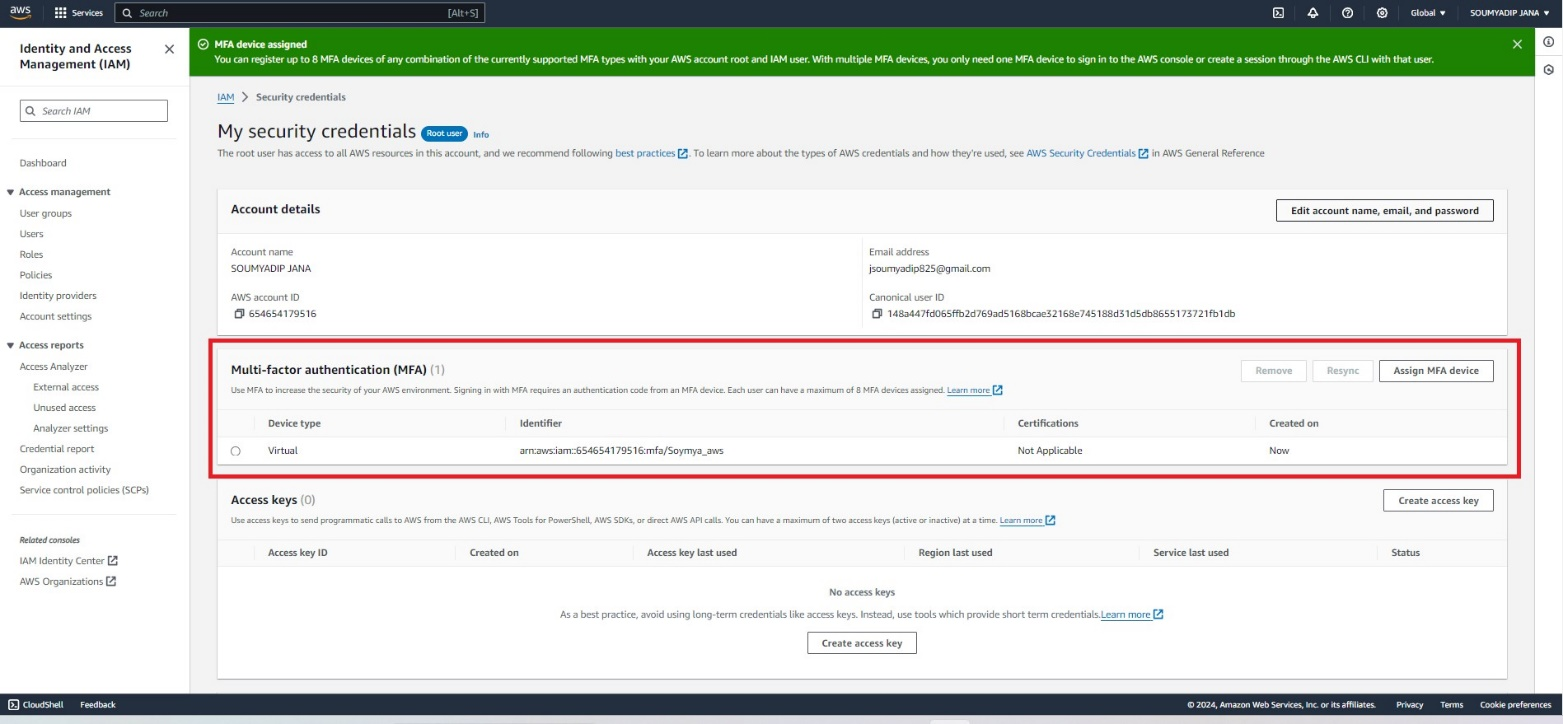 aws
Services
Search
[Alt+S]
Global
SOUMYADIP JANA
Identity and Access Management (IAM)
Search IAM
Dashboard
Access management
User groups
Users
Roles
Policies
Identity providers
Account settings
Access reports
Access Analyzer
External access
Unused access
Analyzer settings
Credential report
Organization activity
Service control policies (SCPs)
Related consoles
IAM Identity Center
AWS Organizations
MFA device assigned
You can register up to 8 MFA devices of any combination of the currently supported MFA types with your AWS account root and IAM user. With multiple MFA devices, you only need one MFA device to sign in to the AWS console or create a session through the AWS CLI with that user.
IAM > Security credentials
My security credentials Root user Info
The root user has access to all AWS resources in this account, and we recommend following best practices. To learn more about the types of AWS credentials and how they're used, see AWS Security Credentials in AWS General Reference
Account details
Edit account name, email, and password
Account name
SOUMYADIP JANA
Email address
jsoumyadip825@gmail.com
AWS account ID
654654179516
Canonical user ID
148a447fd065ffb2d769ad5168bcae32168e745188d31d5db8655173721fb1db
Multi-factor authentication (MFA) (1)
Remove
Resync
Assign MFA device
Use MFA to increase the security of your AWS environment. Signing in with MFA requires an authentication code from an MFA device. Each user can have a maximum of 8 MFA devices assigned. Learn more
Device type Identifier Certifications Created on
Virtual arn:aws:iam::654654179516:mfa/Soymya_aws Not Applicable Now
Access keys (0)
Create access key
Use access keys to send programmatic calls to AWS from the AWS CLI, AWS Tools for PowerShell, AWS SDKs, or direct AWS API calls. You can have a maximum of two access keys (active or inactive) at a time. Learn more
Access key ID Created on Access key last used Region last used Service last used Status
No access keys
As a best practice, avoid using long-term credentials like access keys. Instead, use tools which provide short term credentials. Learn more
Create access key
CloudShell Feedback
© 2024, Amazon Web Services, Inc. or its affiliates. Privacy Terms Cookie preferences